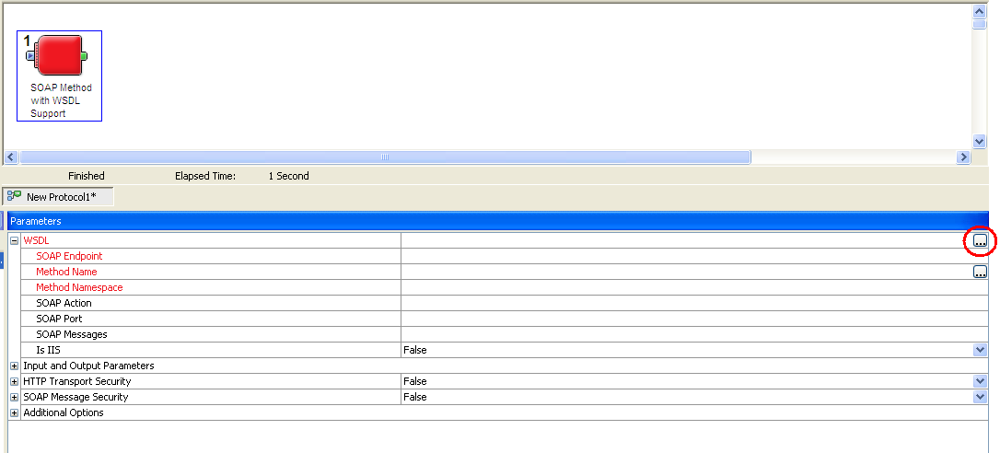 1
SOAP Method
with WSDL
Support
Finished Elapsed Time: 1 Second
New Protocol1*
Parameters
WSDL ...
SOAP Endpoint
Method Name ...
Method Namespace
SOAP Action
SOAP Port
SOAP Messages
Is IIS False
Input and Output Parameters
HTTP Transport Security False
SOAP Message Security False
Additional Options